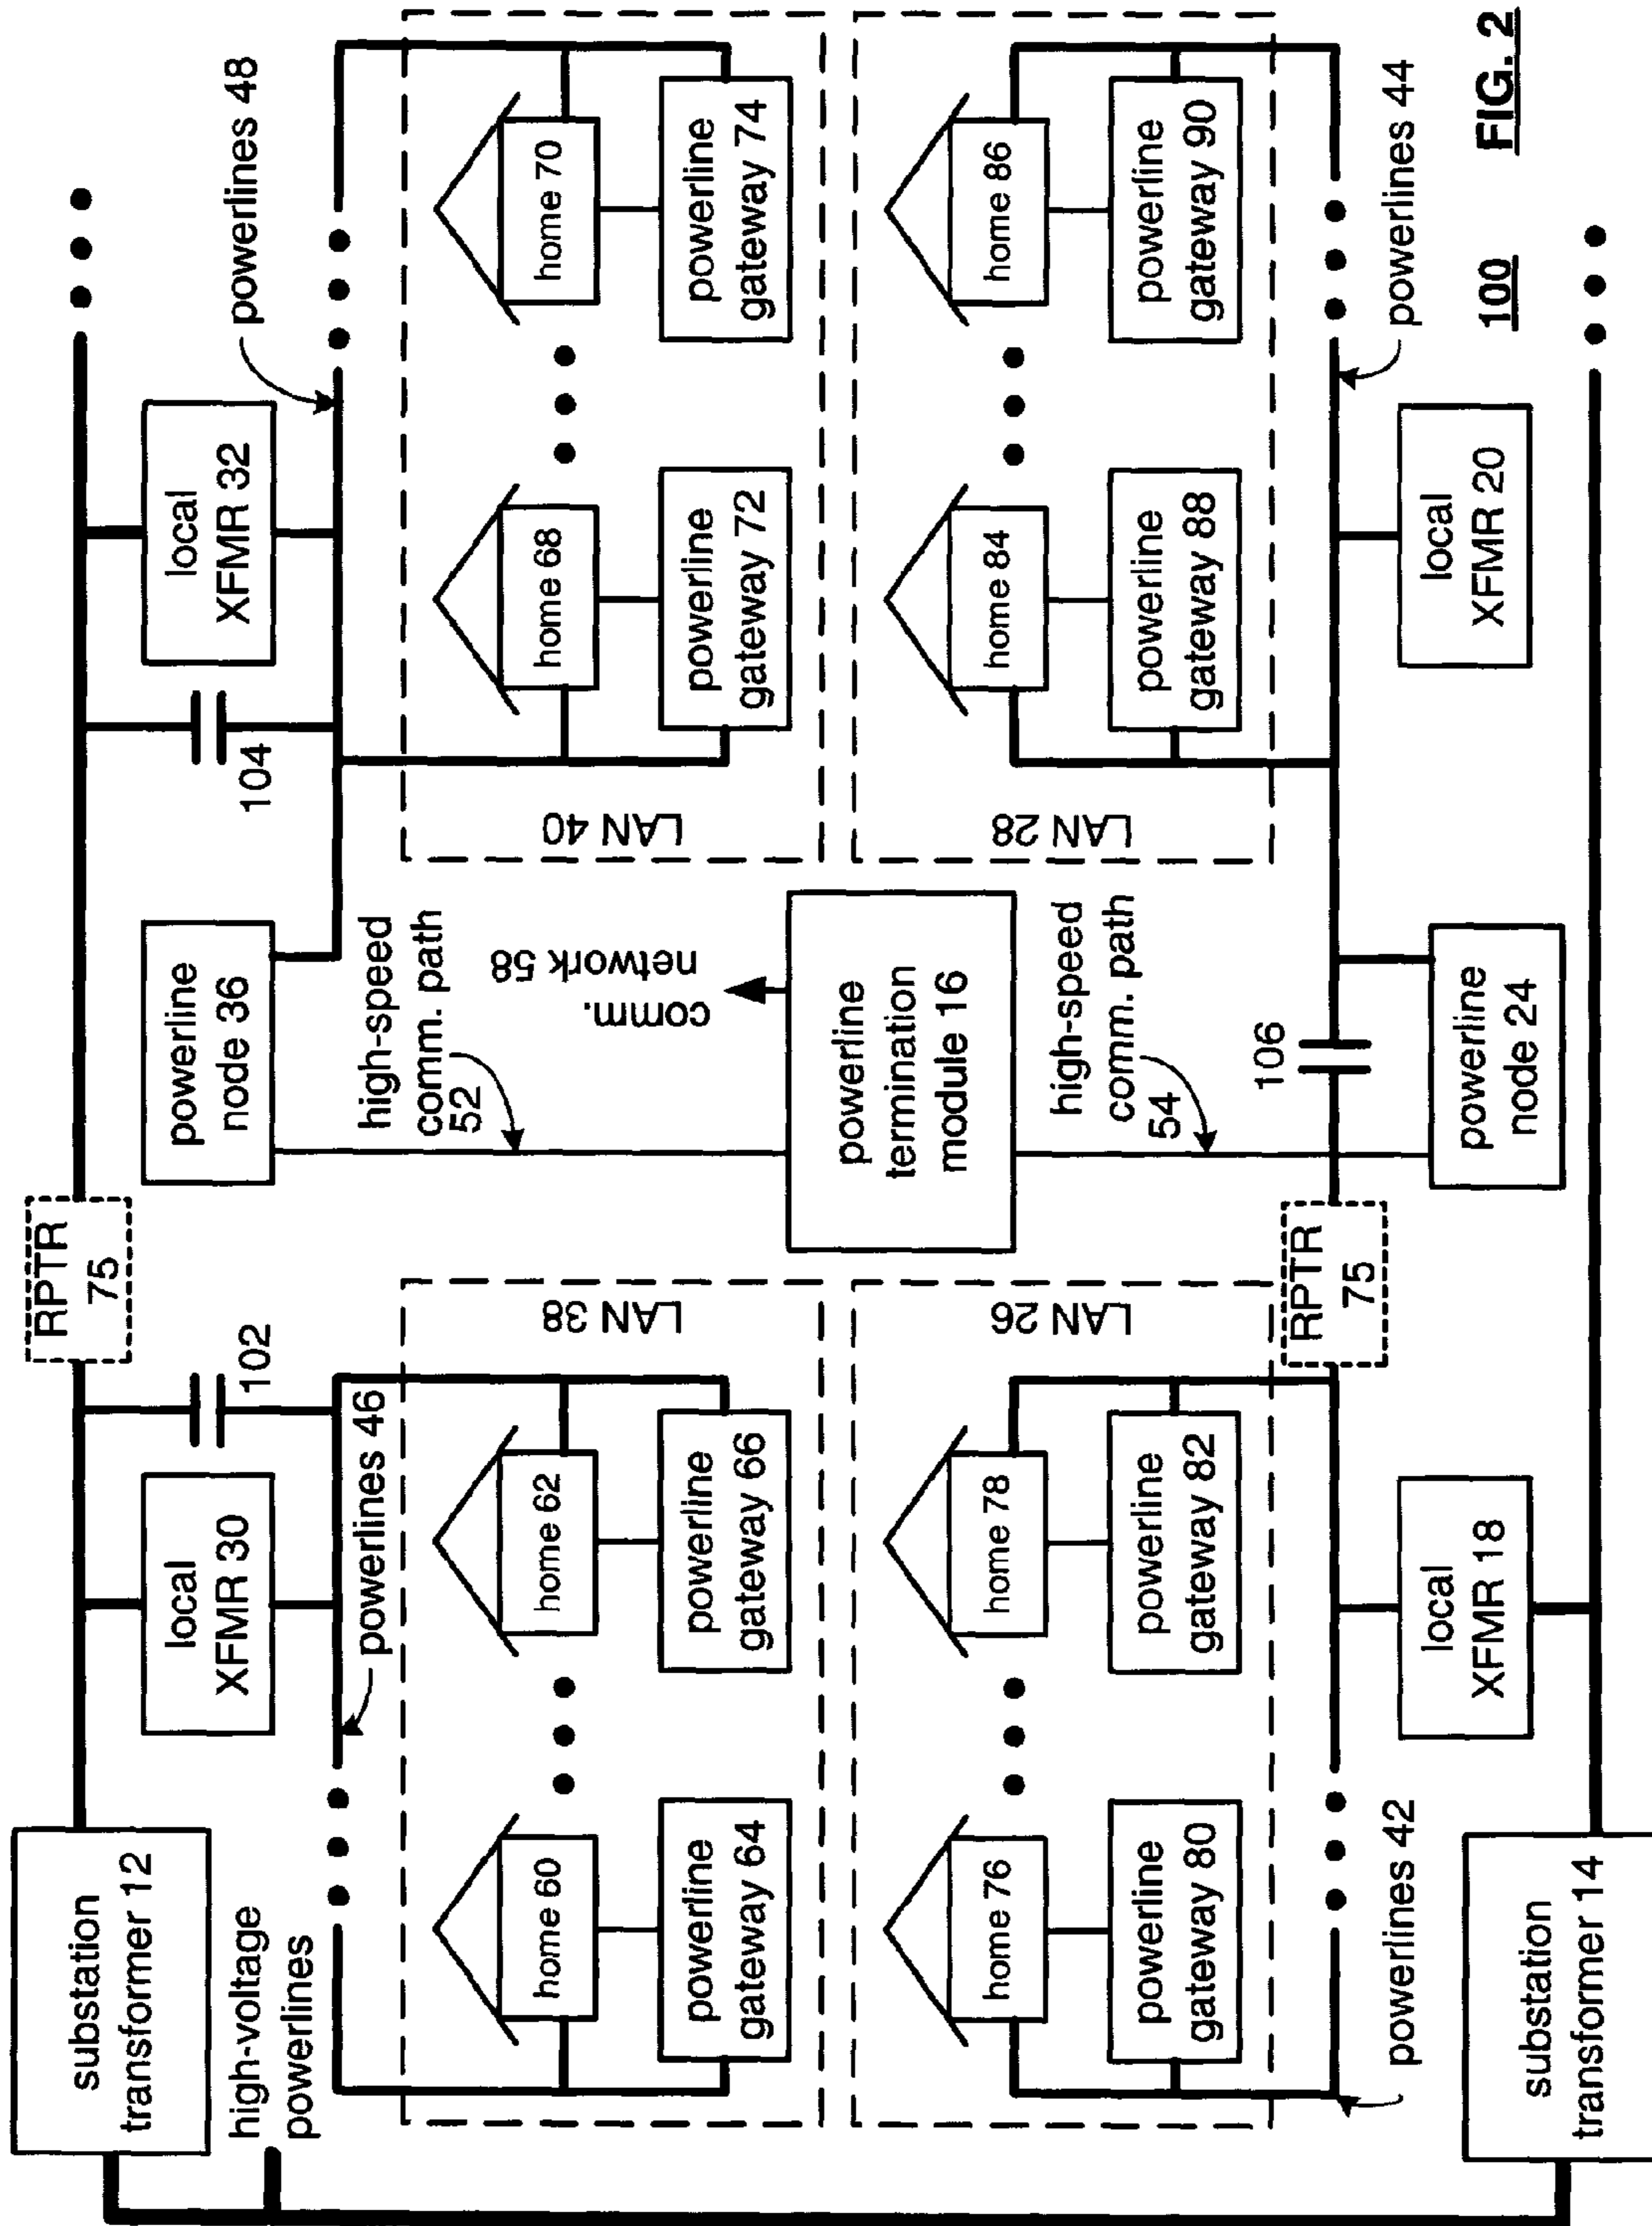 substation
transformer 12
high-voltage
powerlines
local
XFMR 30
102
RPTR
75
powerline
node 36
104
local
XFMR 32
powerlines 48
powerlines 46
LAN 38
home 60
home 62
powerline
gateway 64
powerline
gateway 66
high-speed
comm. path
52
comm.
network 58
powerline
termination
module 16
high-speed
comm. path
54
LAN 40
home 68
home 70
powerline
gateway 72
powerline
gateway 74
LAN 26
home 76
home 78
powerline
gateway 80
powerline
gateway 82
LAN 28
home 84
home 86
powerline
gateway 88
powerline
gateway 90
powerlines 42
local
XFMR 18
RPTR
75
106
powerline
node 24
local
XFMR 20
powerlines 44
substation
transformer 14
100
FIG. 2